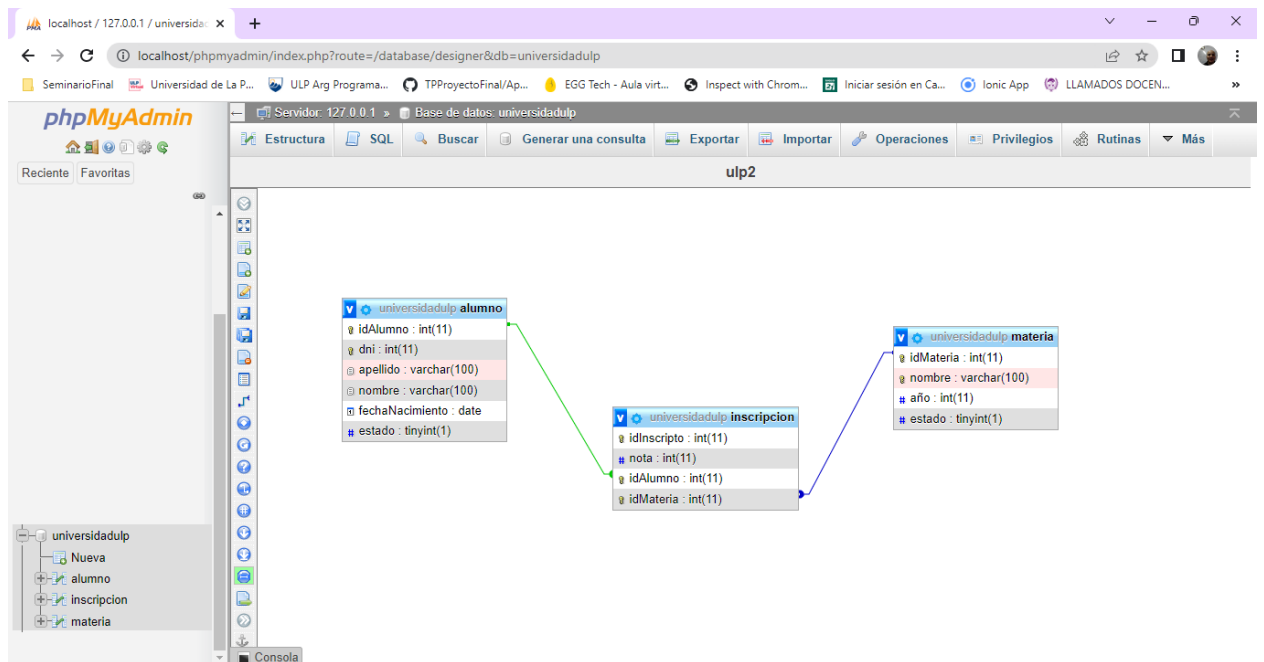 localhost / 127.0.0.1 / universidad
localhost/phpmyadmin/index.php?route=/database/designer&db=universidadulp
SeminarioFinal Universidad de La P... ULP Arg Programa... TPProyectoFinal/Ap... EGG Tech - Aula virt... Inspect with Chrom... Iniciar sesión en Ca... Ionic App LLAMADOS DOCEN... »
phpMyAdmin
Reciente Favoritas
Servidor: 127.0.0.1 » Base de datos: universidadulp
Estructura SQL Buscar Generar una consulta Exportar Importar Operaciones Privilegios Rutinas Más
ulp2
universidadulp alumno
idAlumno : int(11)
dni : int(11)
apellido : varchar(100)
nombre : varchar(100)
fechaNacimiento : date
estado : tinyint(1)
universidadulp inscripcion
idInscripto : int(11)
nota : int(11)
idAlumno : int(11)
idMateria : int(11)
universidadulp materia
idMateria : int(11)
nombre : varchar(100)
año : int(11)
estado : tinyint(1)
universidadulp
Nueva
alumno
inscripcion
materia
Consola